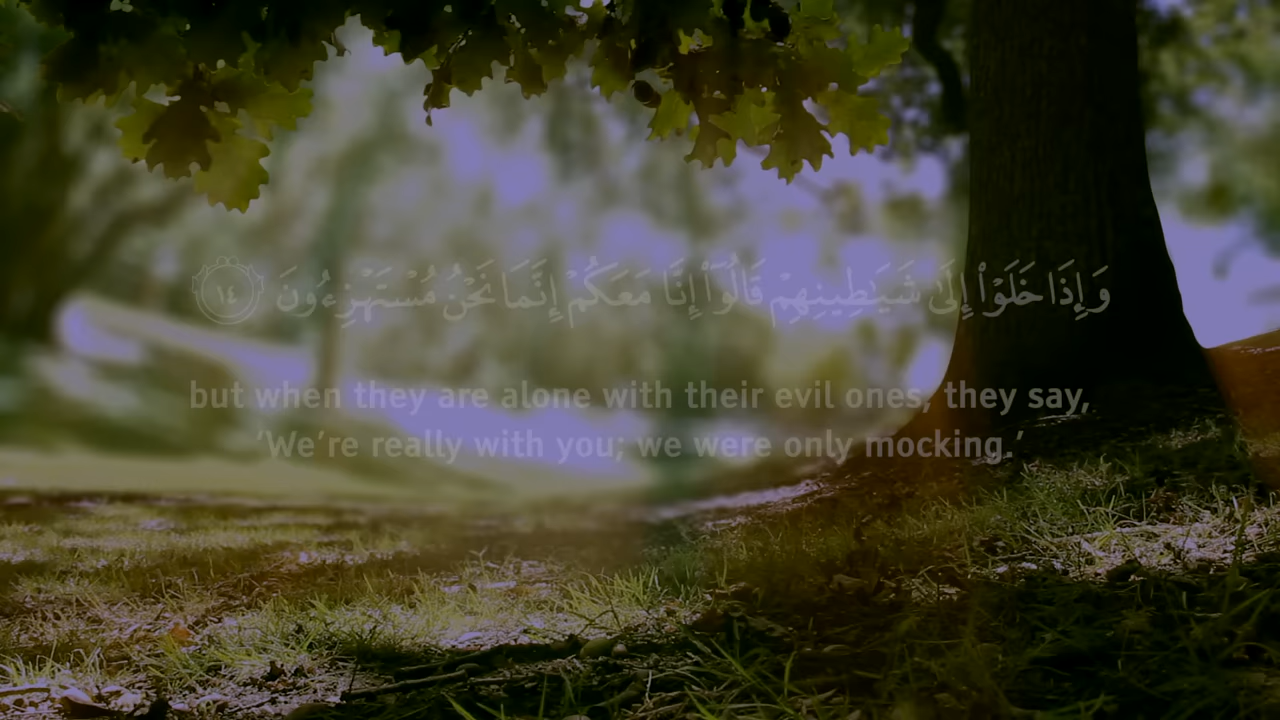 وَإِذَا خَلَوْا۟ إِلَىٰ شَيَـٰطِينِهِمْ قَالُوٓا۟ إِنَّا مَعَكُمْ إِنَّمَا نَحْنُ مُسْتَهْزِءُونَ ١٤
but when they are alone with their evil ones, they say,
‘We’re really with you; we were only mocking.’